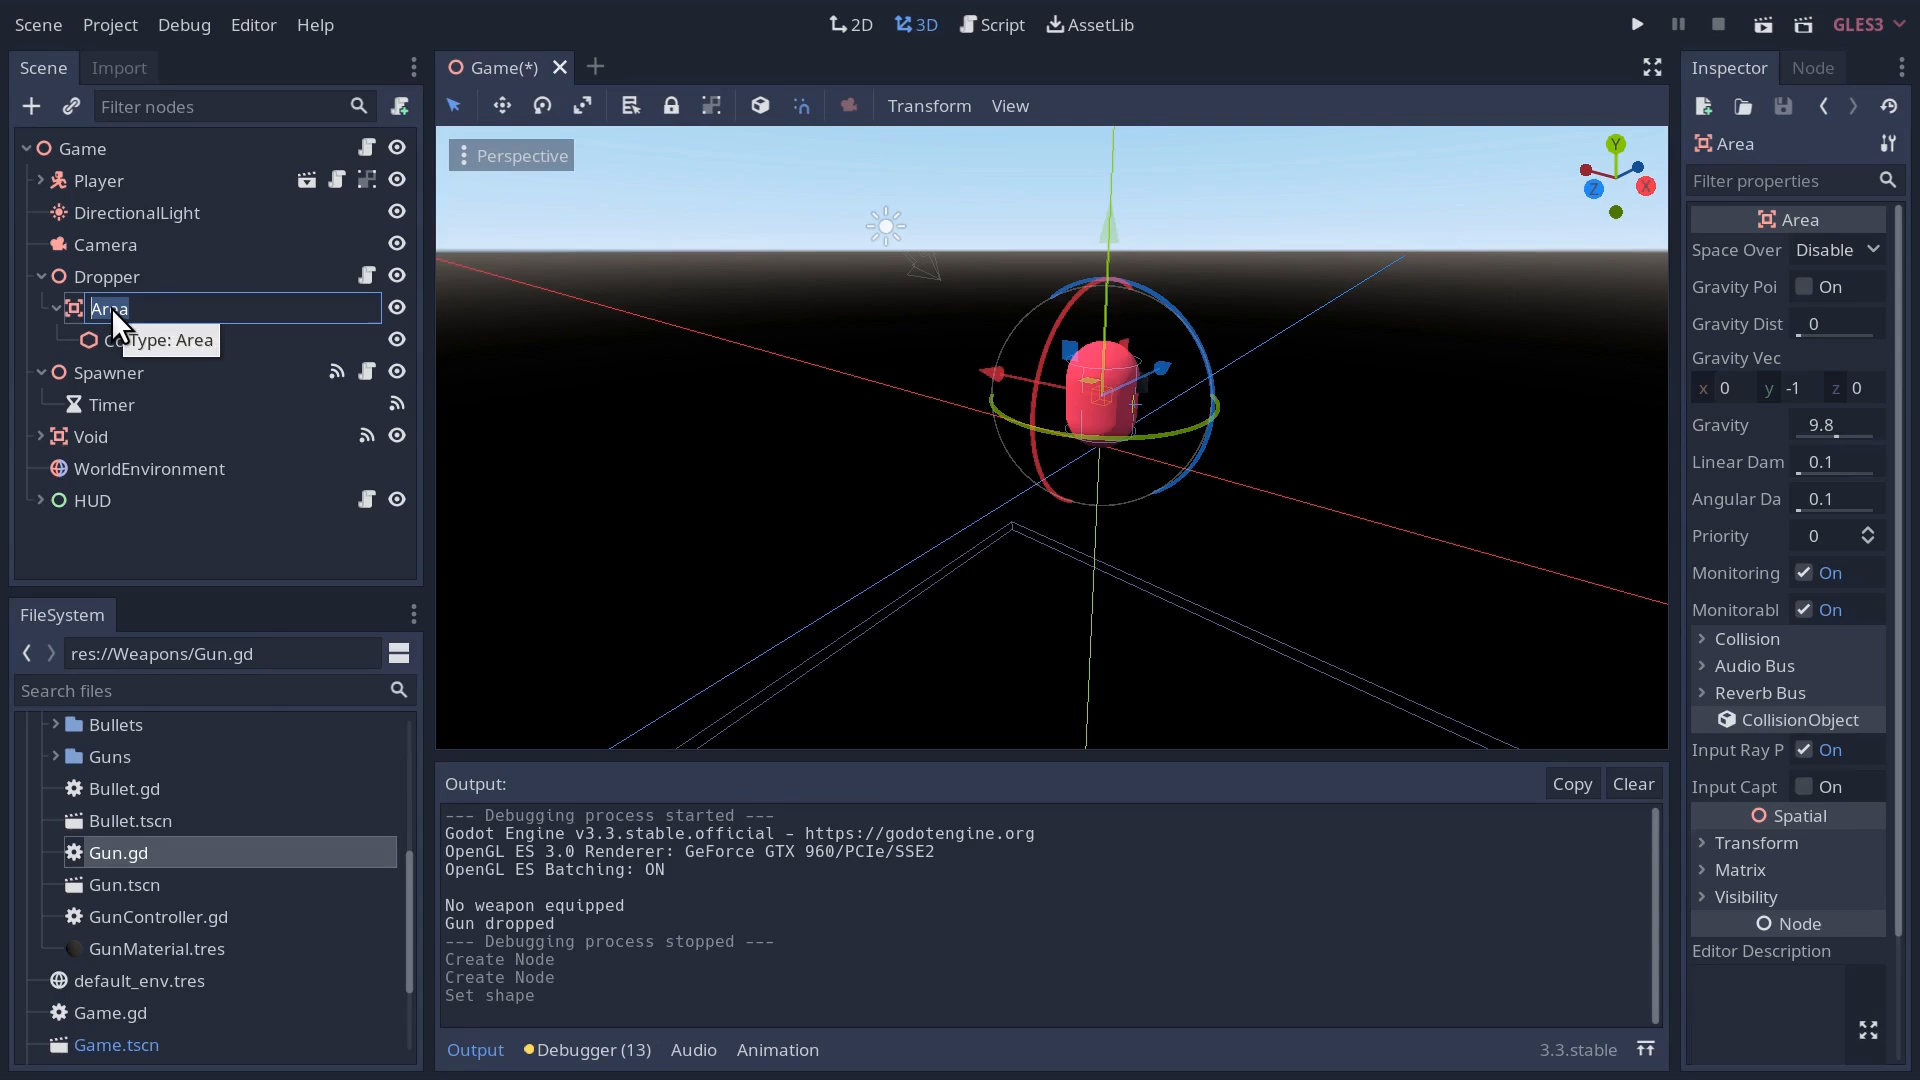 Scene Project Debug Editor Help
2D 3D Script AssetLib
GLES3
Scene Import
Filter nodes
Game
Player
DirectionalLight
Camera
Dropper
Area
Type: Area
Spawner
Timer
Void
WorldEnvironment
HUD
FileSystem
res://Weapons/Gun.gd
Search files
Bullets
Guns
Bullet.gd
Bullet.tscn
Gun.gd
Gun.tscn
GunController.gd
GunMaterial.tres
default_env.tres
Game.gd
Game.tscn
Game(*)
Transform View
Perspective
Y
Z
X
Output:
Copy Clear
--- Debugging process started ---
Godot Engine v3.3.stable.official - https://godotengine.org
OpenGL ES 3.0 Renderer: GeForce GTX 960/PCIe/SSE2
OpenGL ES Batching: ON
No weapon equipped
Gun dropped
--- Debugging process stopped ---
Create Node
Create Node
Set shape
Output Debugger (13) Audio Animation
3.3.stable
Inspector Node
Area
Filter properties
Area
Space Over Disable
Gravity Poi On
Gravity Dist 0
Gravity Vec
x 0 y -1 z 0
Gravity 9.8
Linear Dam 0.1
Angular Da 0.1
Priority 0
Monitoring On
Monitorabl On
Collision
Audio Bus
Reverb Bus
CollisionObject
Input Ray P On
Input Capt On
Spatial
Transform
Matrix
Visibility
Node
Editor Description